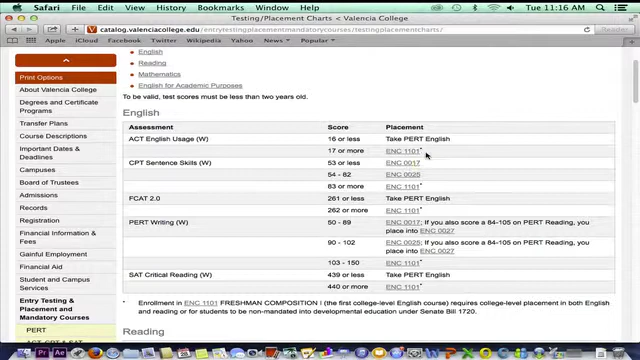 Safari File Edit View History Bookmarks Window Help
11:16 AM
Testing/Placement Charts < Valencia College
catalog.valenciacollege.edu/entrytestingplacementmandatorycourses/testingplacementcharts/
Reader
iCloud Facebook Twitter Wikipedia Yahoo News Popular
English
Reading
Mathematics
English for Academic Purposes
To be valid, test scores must be less than two years old.
Print Options
About Valencia College
Degrees and Certificate
Programs
Transfer Plans
Course Descriptions
Important Dates &
Deadlines
Campuses
Admissions
Records
Registration
Financial Information &
Fees
Gainful Employment
Financial Aid
Student and Campus
Services
Entry Testing &
Placement and
Mandatory Courses
PERT
English
Assessment Score Placement
ACT English Usage (W) 16 or less Take PERT English
17 or more ENC 1101*
CPT Sentence Skills (W) 53 or less ENC 0017
54 - 82 ENC 0025
83 or more ENC 1101*
FCAT 2.0 261 or less Take PERT English
262 or more ENC 1101*
PERT Writing (W) 50 - 89 ENC 0017; If you also score a 84-105 on PERT Reading, you
place into ENC 0027
90 - 102 ENC 0025; If you also score a 84-105 on PERT Reading, you
place into ENC 0027
103 - 150 ENC 1101*
SAT Critical Reading (W) 439 or less Take PERT English
440 or more ENC 1101*
* Enrollment in ENC 1101 FRESHMAN COMPOSITION I (the first college-level English course) requires college-level placement in both English
and reading or for students to be non-mandated into developmental education under Senate Bill 1720.
Reading